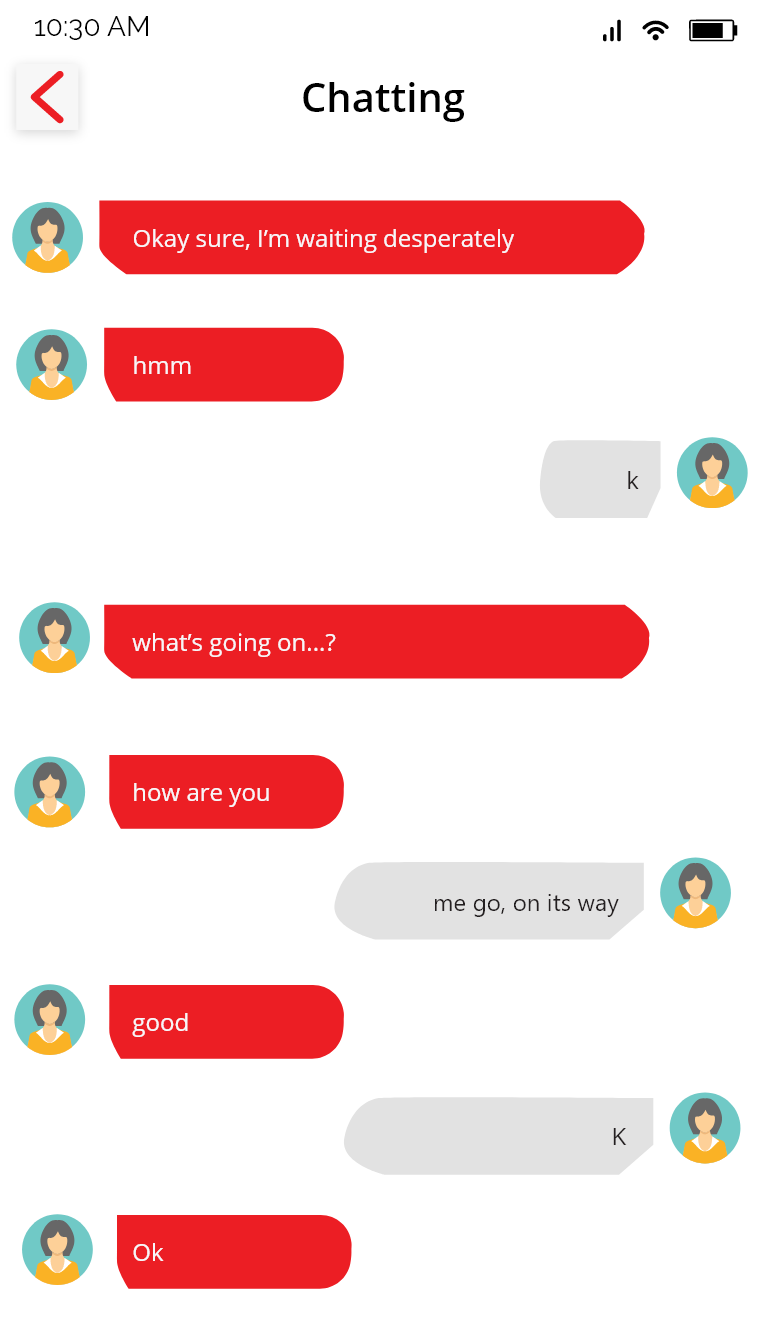 10:30 AM
Chatting
Okay sure, I’m waiting desperately
hmm
k
what’s going on...?
how are you
me go, on its way
good
K
Ok